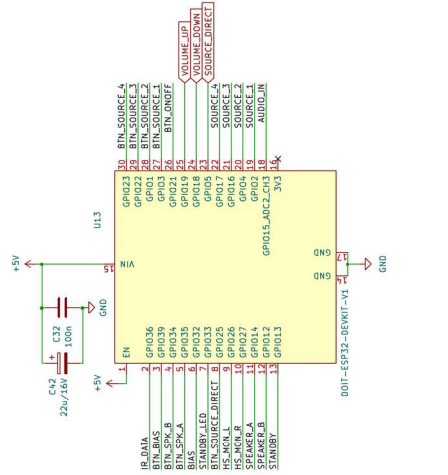 VOLUME_UP
VOLUME_DOWN
SOURCE_DIRECT
BTN_SOURCE_4
BTN_SOURCE_3
BTN_SOURCE_2
BTN_SOURCE_1
BTN_ONOFF
SOURCE_4
SOURCE_3
SOURCE_2
SOURCE_1
AUDIO_IN
30
29
28
27
26
25
24
23
22
21
20
19
18
16
GPIO23
GPIO22
GPIO1
GPIO3
GPIO21
GPIO19
GPIO18
GPIO5
GPIO17
GPIO16
GPIO4
GPIO2
GPIO15_ADC2_CH3
3V3
U13
+5V
15
VIN
GND
17
GND
14
GND
C32
100n
GND
C42
22u/16V
+
+5V
DOIT-ESP32-DEVKIT-V1
EN
GPIO36
GPIO39
GPIO34
GPIO35
GPIO32
GPIO33
GPIO25
GPIO26
GPIO27
GPIO14
GPIO12
GPIO13
1
2
3
4
5
6
7
8
9
10
11
12
13
IR_DATA
BTN_BIAS
BTN_SPK_B
BTN_SPK_A
BIAS
STANDBY_LED
BTN_SOURCE_DIRECT
HS_MCN_L
HS_MCN_R
SPEAKER_A
SPEAKER_B
STANDBY